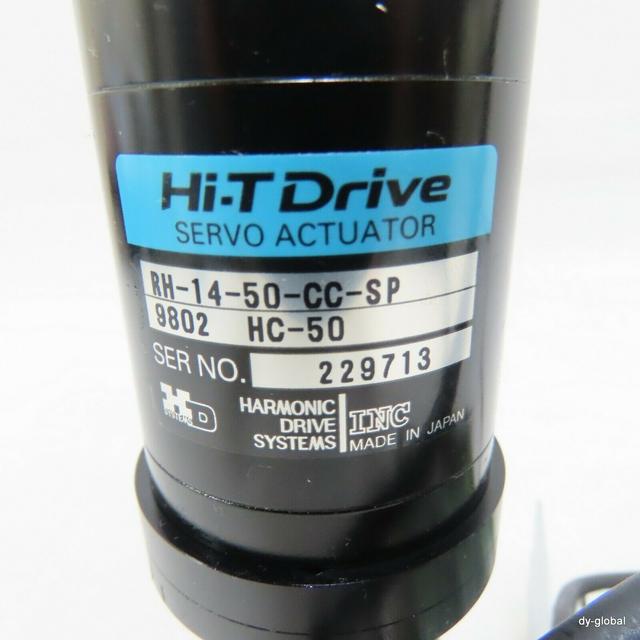 Hi-T Drive
SERVO ACTUATOR
RH-14-50-CC-SP
9802 HC-50
SER NO. 229713
H D
SYSTEMS
HARMONIC
DRIVE
SYSTEMS
INC
MADE IN JAPAN
dy-global